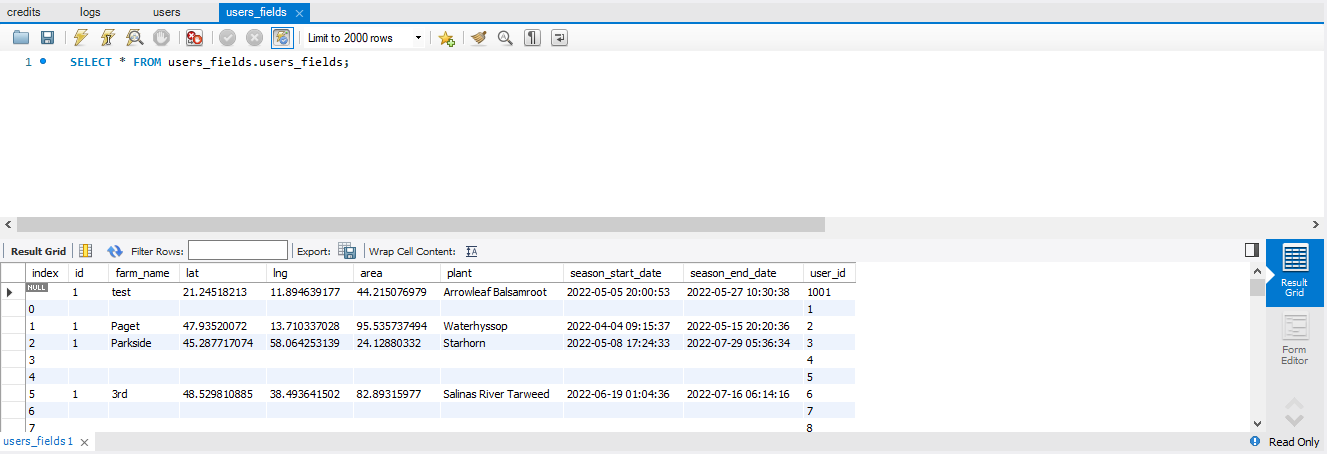 credits logs users users_fields
Limit to 2000 rows
1 SELECT * FROM users_fields.users_fields;
Result Grid Filter Rows: Export: Wrap Cell Content:
index id farm_name lat lng area plant season_start_date season_end_date user_id
NULL 1 test 21.24518213 11.894639177 44.215076979 Arrowleaf Balsamroot 2022-05-05 20:00:53 2022-05-27 10:30:38 1001
0 1
1 1 Paget 47.93520072 13.710337028 95.535737494 Waterhyssop 2022-04-04 09:15:37 2022-05-15 20:20:36 2
2 1 Parkside 45.287717074 58.064253139 24.12880332 Starhorn 2022-05-08 17:24:33 2022-07-29 05:36:34 3
3 4
4 5
5 1 3rd 48.529810885 38.493641502 82.89315977 Salinas River Tarweed 2022-06-19 01:04:36 2022-07-16 06:14:16 6
6 7
7 8
Result
Grid
Form
Editor
users_fields 1 Read Only